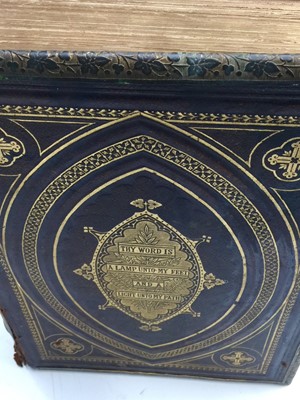 THY WORD IS
A LAMP UNTO MY FEET
AND A
LIGHT UNTO MY PATH